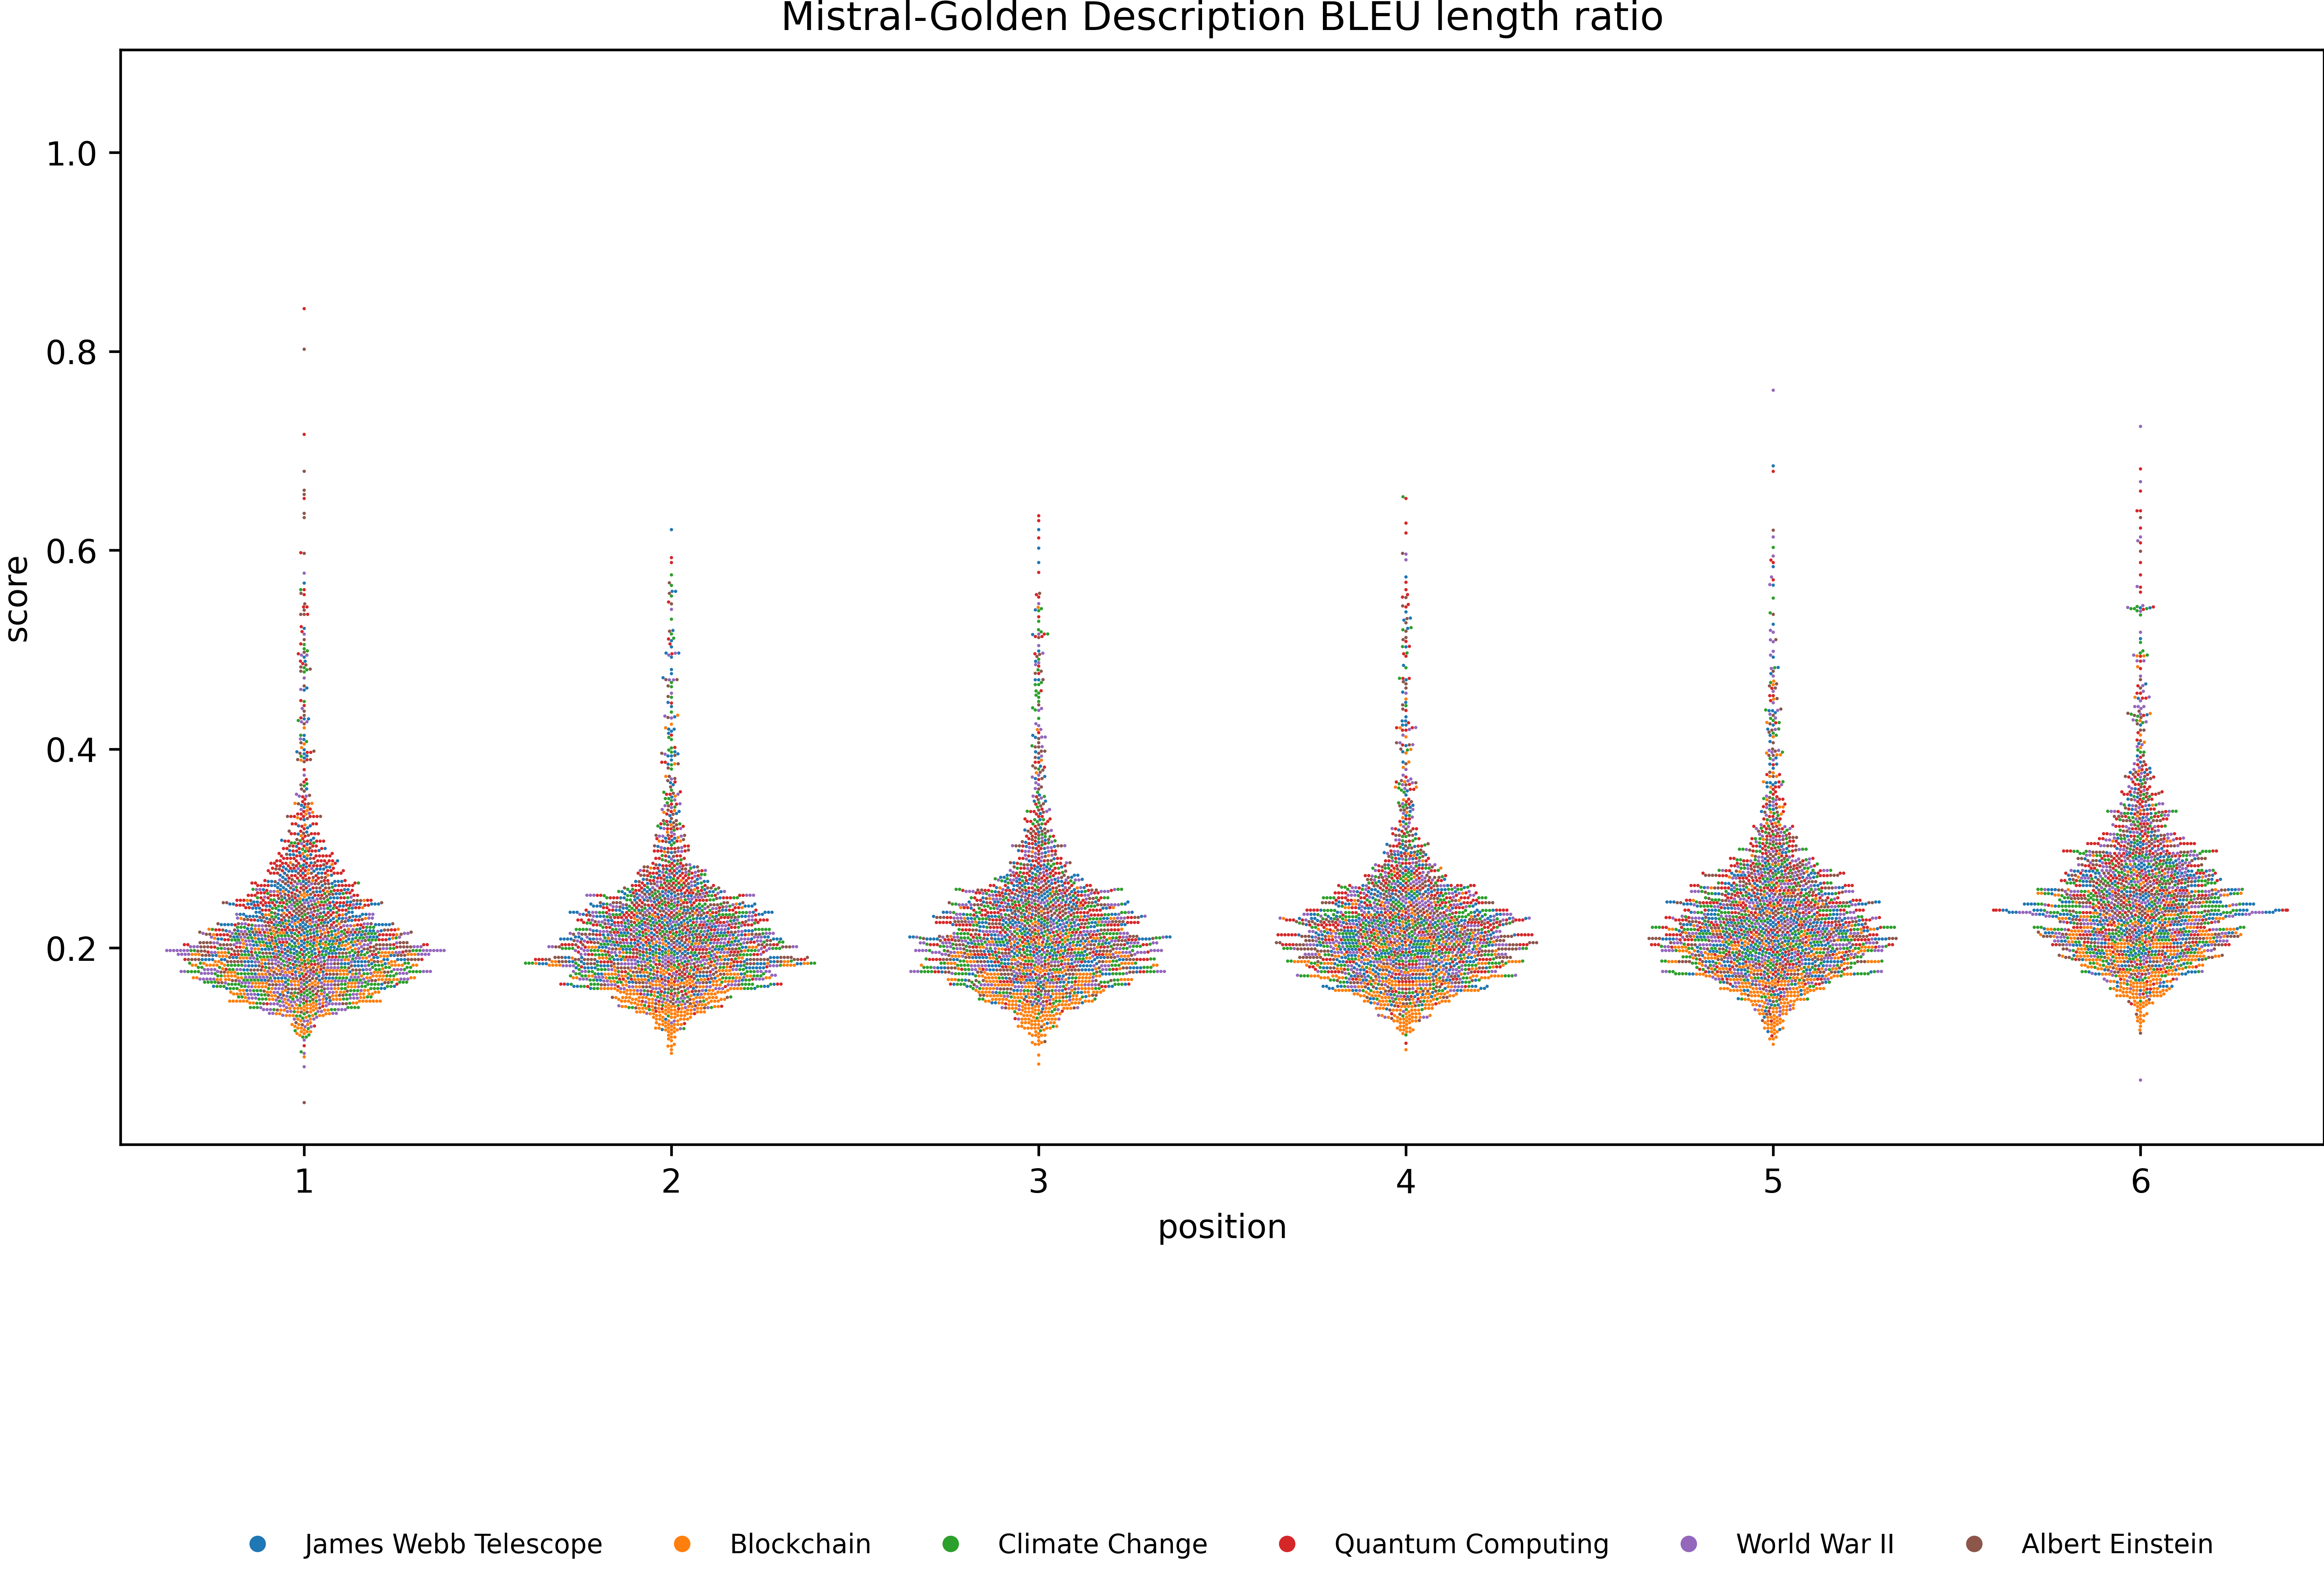 Mistral-Golden Description BLEU length ratio
1.0
0.8
0.6
0.4
0.2
score
1 2 3 4 5 6
position
James Webb Telescope Blockchain Climate Change Quantum Computing World War II Albert Einstein